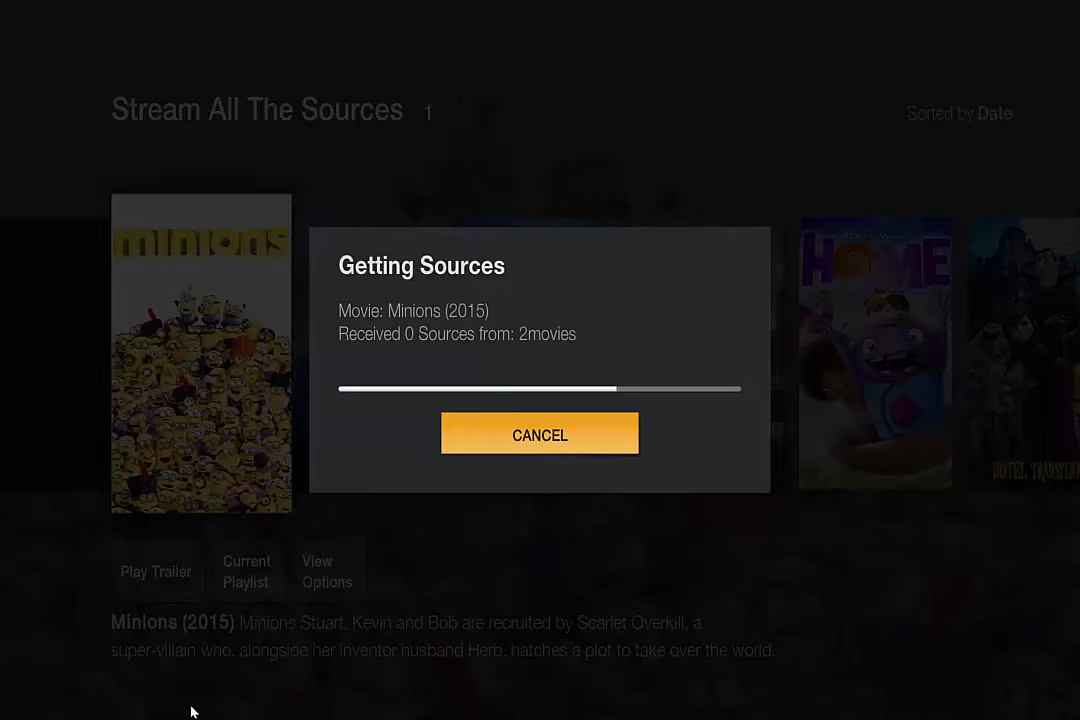 Stream All The Sources 1
Sorted by Date
minions
HOME
Getting Sources
Movie: Minions (2015)
Received 0 Sources from: 2movies
CANCEL
HOTEL
Play Trailer
Current Playlist
View Options
Minions (2015) Minions Stuart, Kevin and Bob are recruited by Scarlet Overkill, a
super-villain who, alongside her inventor husband Herb, hatches a plot to take over the world.